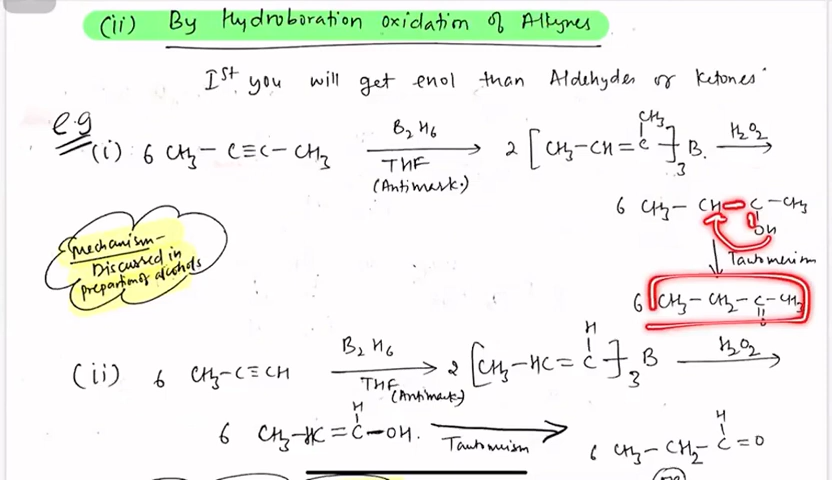 (ii) By Hydroboration oxidation of Alkynes
Ist you will get enol than Aldehydes or ketones
e.g
(i) 6 CH3 - C≡C - CH3 B2H6 THF (Antimark.) 2 [CH3-CH=C CH3]3 B. H2O2
6 CH3 - CH = C - CH3 OH
mechanism-
Discussed in
preparation of alcohols
Tautomerism
6 CH3 - CH2 - C - CH3 O
(ii) 6 CH3 - C≡CH B2H6 THF (Antimark) 2 [CH3-HC=C H]3 B H2O2
6 CH3-HC=C H -OH. Tautomerism 6 CH3-CH2-C H =O